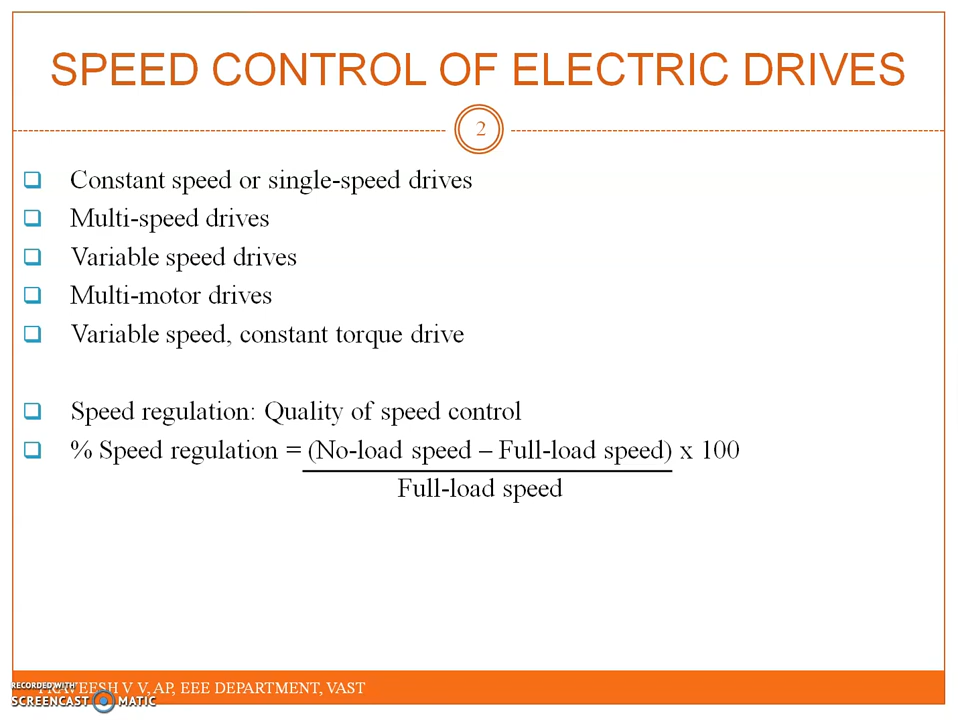 SPEED CONTROL OF ELECTRIC DRIVES
2
Constant speed or single-speed drives
Multi-speed drives
Variable speed drives
Multi-motor drives
Variable speed, constant torque drive
Speed regulation: Quality of speed control
% Speed regulation = (No-load speed – Full-load speed) x 100
Full-load speed
V V, AP, EEE DEPARTMENT, VAST
RECORDED WITH
SCREENCAST MATIC